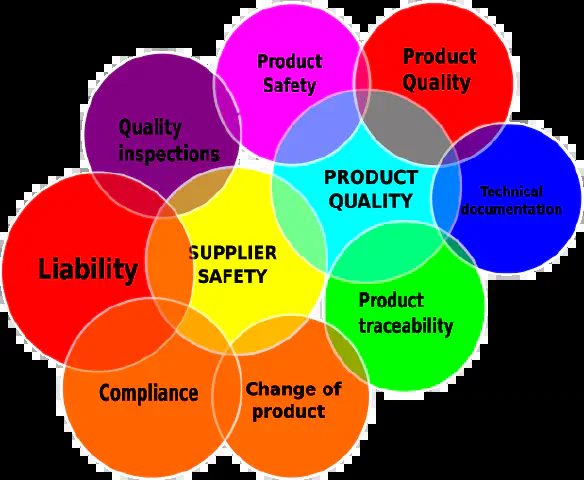 Product
Safety
Product
Quality
Quality
inspections
PRODUCT
QUALITY
Technical
documentation
SUPPLIER
SAFETY
Liability
Product
traceability
Compliance
Change of
product